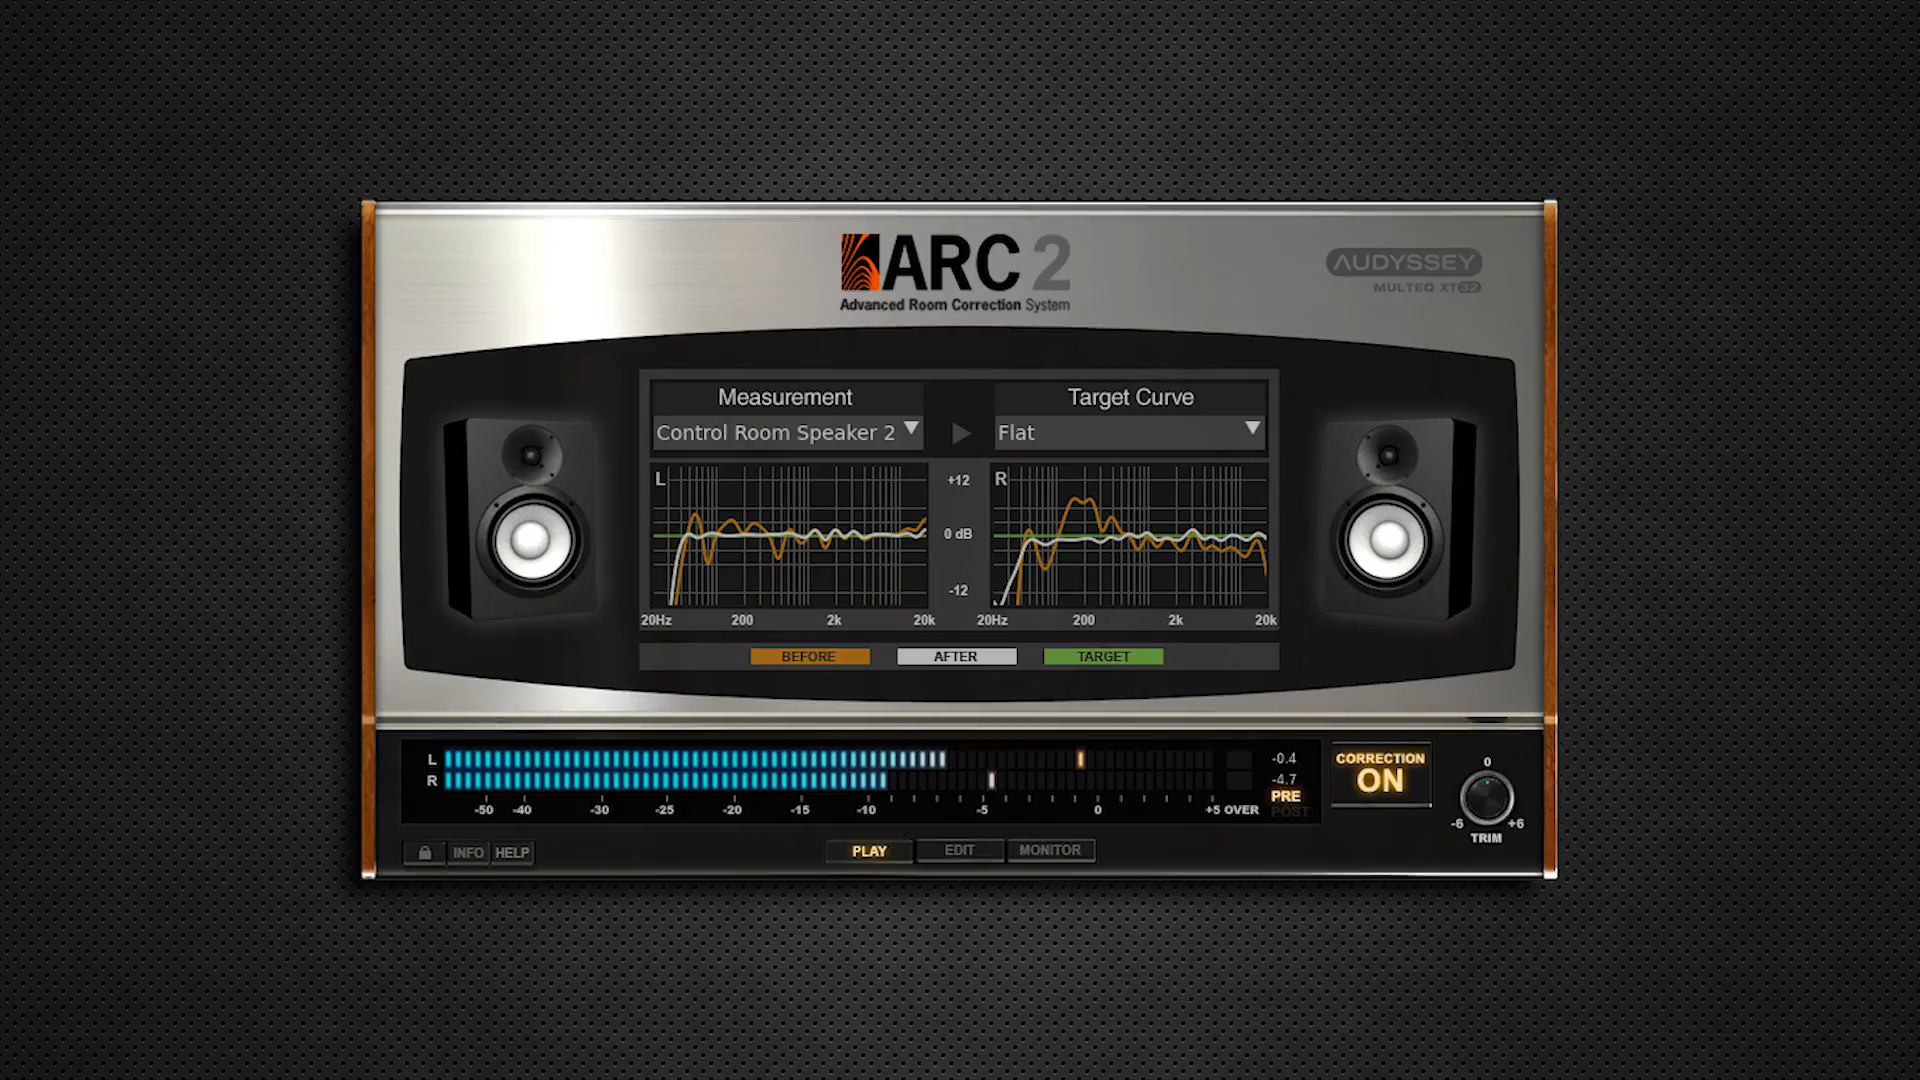 ARC 2
Advanced Room Correction System
AUDYSSEY
MULTEQ XT32
Measurement
Target Curve
Control Room Speaker 2
Flat
L
+12
R
0 dB
-12
20Hz 200 2k 20k
20Hz 200 2k 20k
BEFORE AFTER TARGET
L
R
-50 -40 -30 -25 -20 -15 -10 -5 0 +5 OVER
-0.4
-4.7
PRE
POST
CORRECTION
ON
0
-6 +6
TRIM
INFO HELP
PLAY EDIT MONITOR